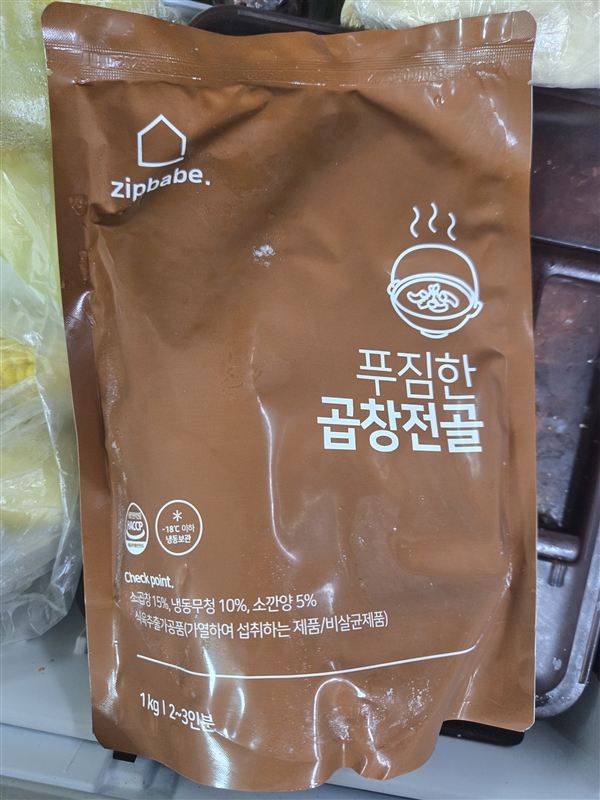 zipbabe.
푸짐한
곱창전골
HACCP
-18℃ 이하
냉동보관
Check point.
소곱창 15%, 냉동무청 10%, 소깐양 5%
식육추출가공품(가열하여 섭취하는 제품/비살균제품)
1kg | 2~3인분